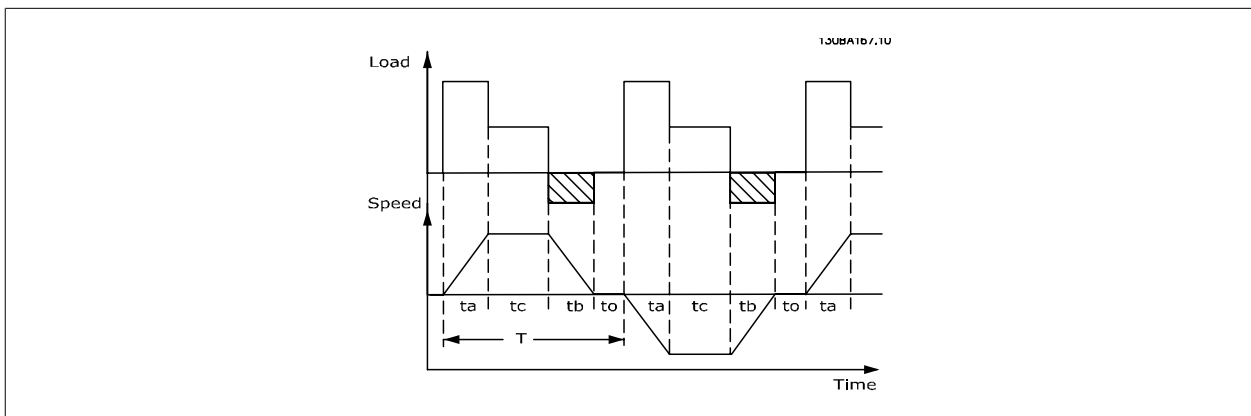 130BA167.10
Load
Speed
ta tc tb to ta tc tb to ta
T
Time